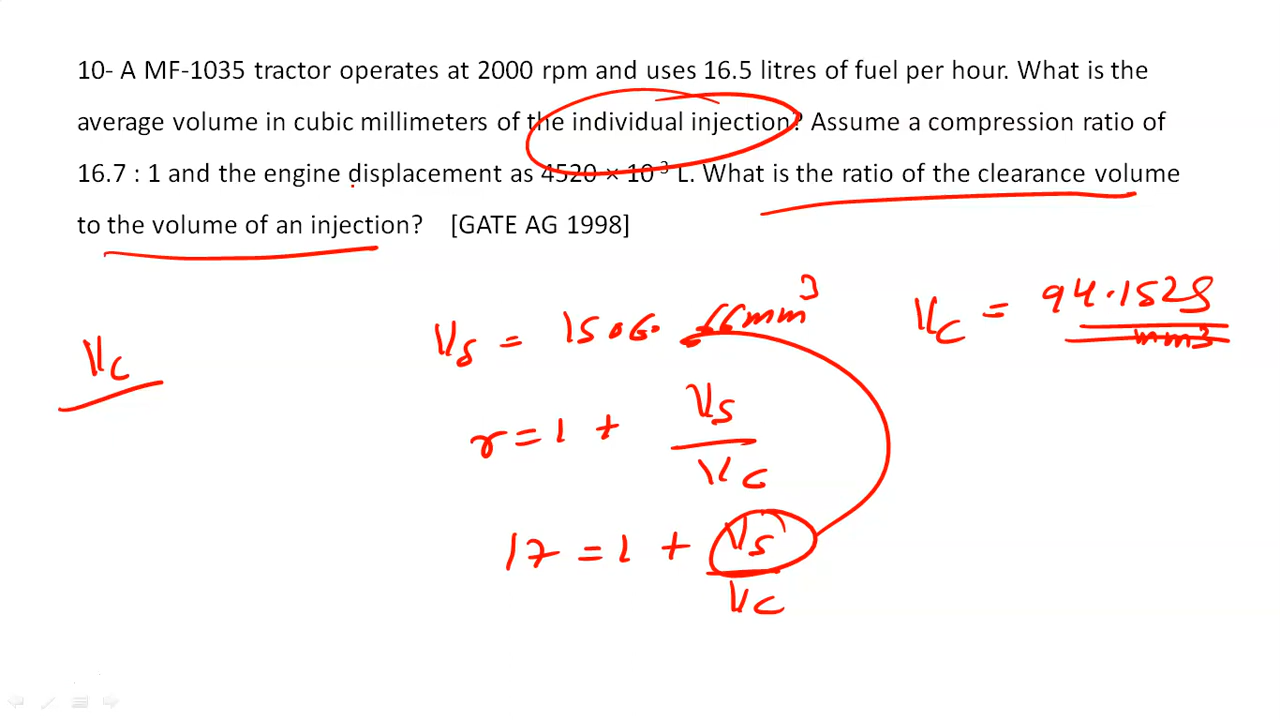 10- A MF-1035 tractor operates at 2000 rpm and uses 16.5 litres of fuel per hour. What is the
average volume in cubic millimeters of the individual injection? Assume a compression ratio of
16.7 : 1 and the engine displacement as 4520 × 10⁻³ L. What is the ratio of the clearance volume
to the volume of an injection? [GATE AG 1998]
Vs = 1506.66mm³
Vc = 94.1528
mm³
Vc
r = 1 + Vs
Vc
17 = 1 + Vs
Vc